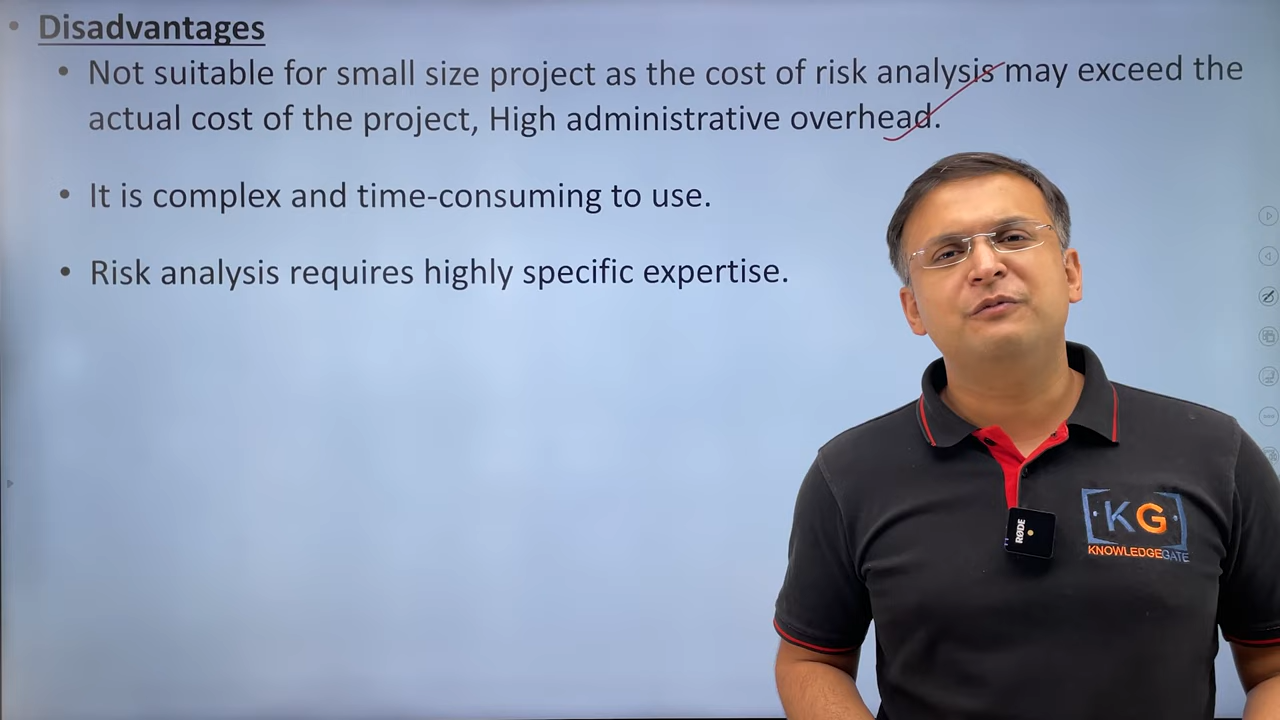 • Disadvantages
• Not suitable for small size project as the cost of risk analysis may exceed the
actual cost of the project, High administrative overhead.
• It is complex and time-consuming to use.
• Risk analysis requires highly specific expertise.
RØDE
KG
KNOWLEDGEGATE